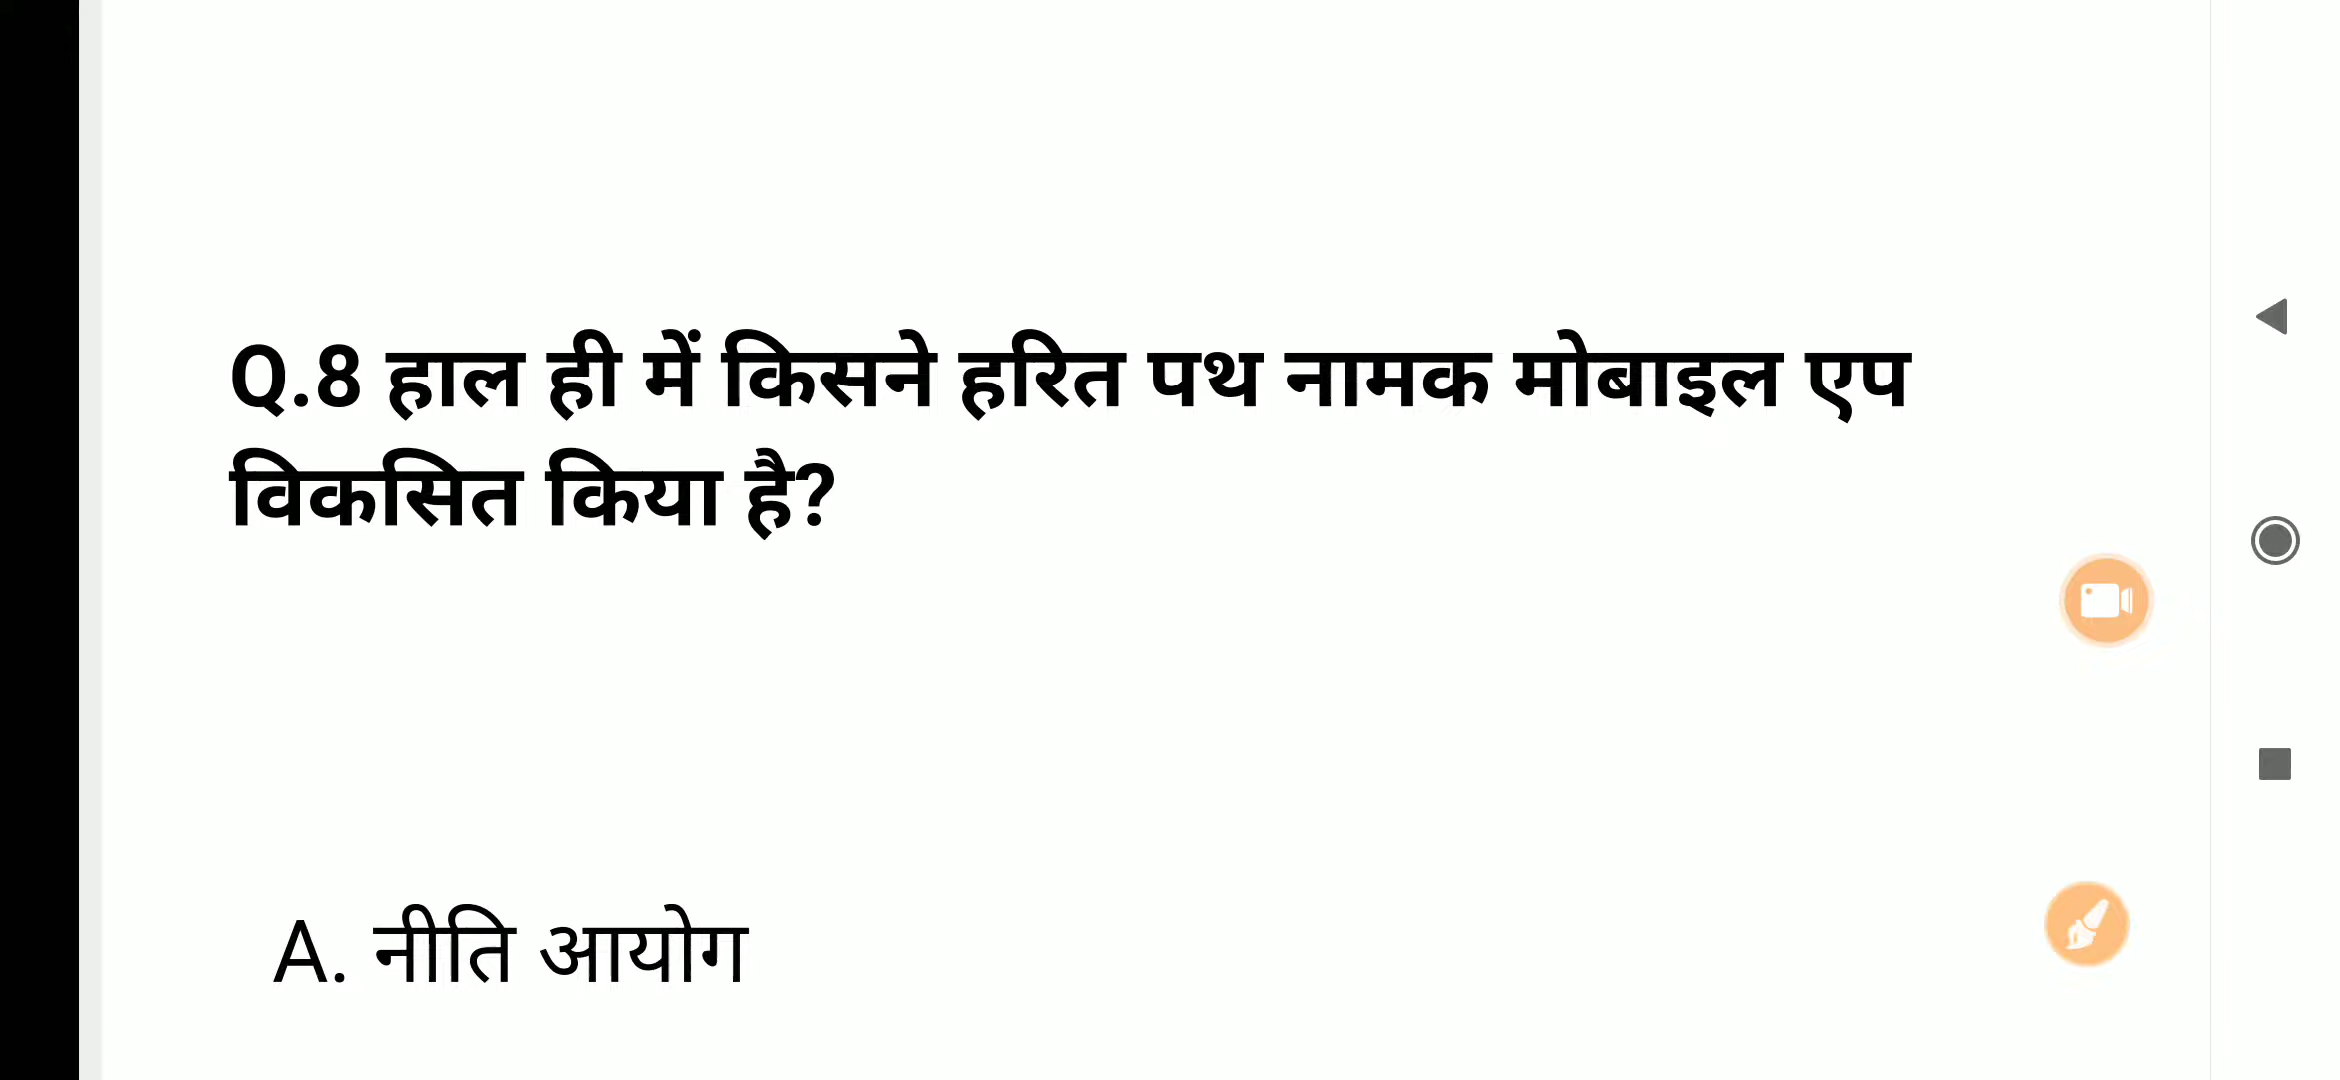 Q.8 हाल ही में किसने हरित पथ नामक मोबाइल एप
विकसित किया है?
A. नीति आयोग